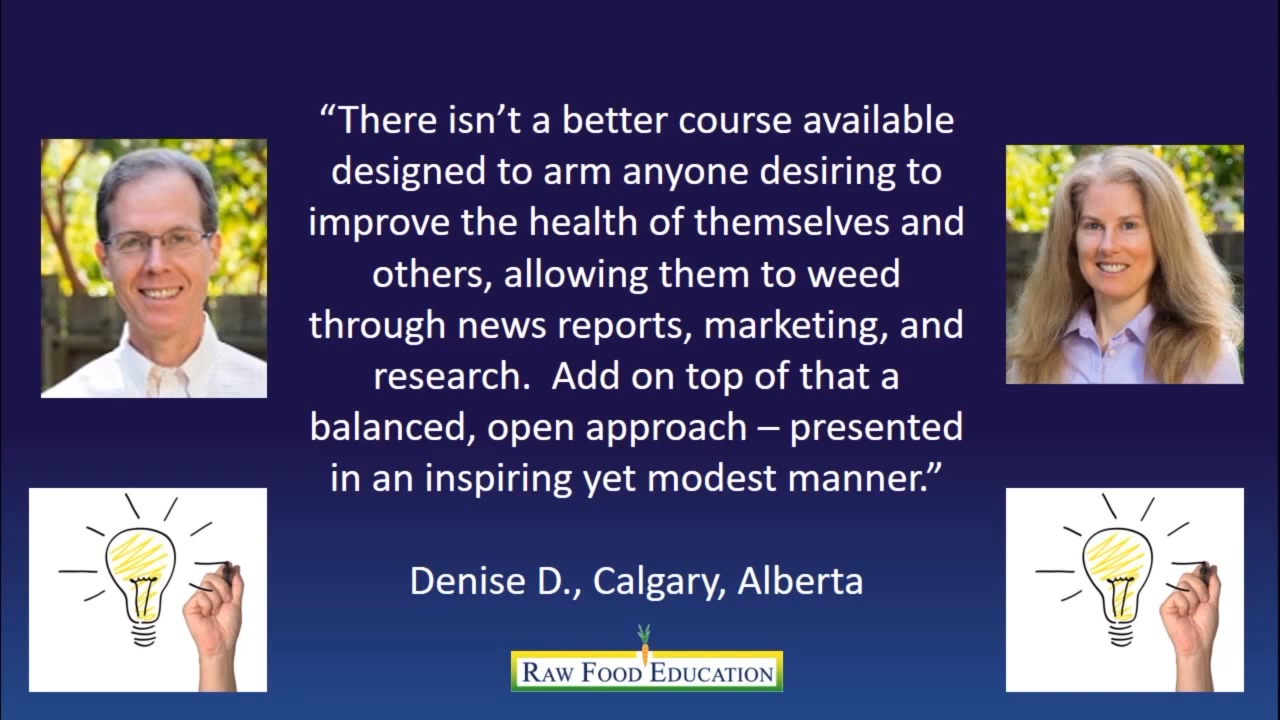 “There isn’t a better course available
designed to arm anyone desiring to
improve the health of themselves and
others, allowing them to weed
through news reports, marketing, and
research.  Add on top of that a
balanced, open approach – presented
in an inspiring yet modest manner.”
Denise D., Calgary, Alberta
RAW FOOD EDUCATION